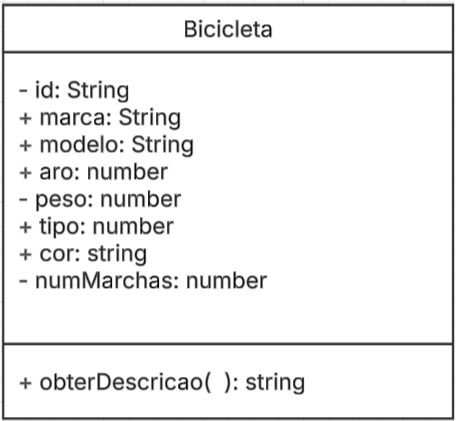 Bicicleta
- id: String
+ marca: String
+ modelo: String
+ aro: number
- peso: number
+ tipo: number
+ cor: string
- numMarchas: number
+ obterDescricao(  ): string